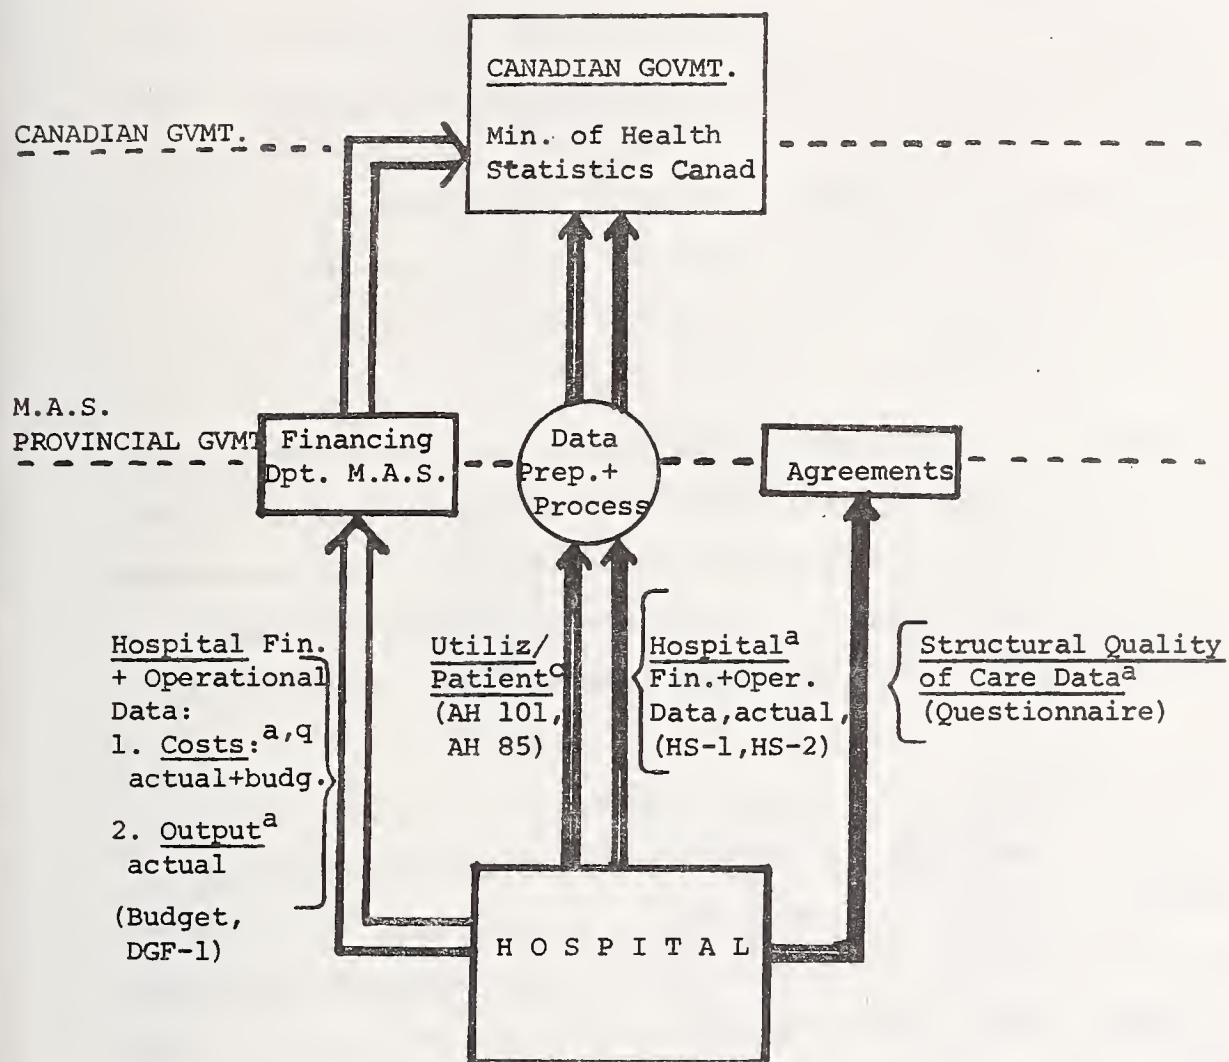 CANADIAN GOVMT.
Min. of Health
Statistics Canad
CANADIAN GVMT.
M.A.S.
PROVINCIAL GVMT
Financing
Dpt. M.A.S.
Data
Prep.+
Process
Agreements
Hospital Fin.
+ Operational
Data:
1. Costs:a,q
actual+budg.
2. Outputa
actual
(Budget,
DGF-1)
Utiliz/
Patient
(AH 101,
AH 85)
Hospitala
Fin.+Oper.
Data,actual,
(HS-1,HS-2)
Structural Quality
of Care Dataa
(Questionnaire)
H O S P I T A L